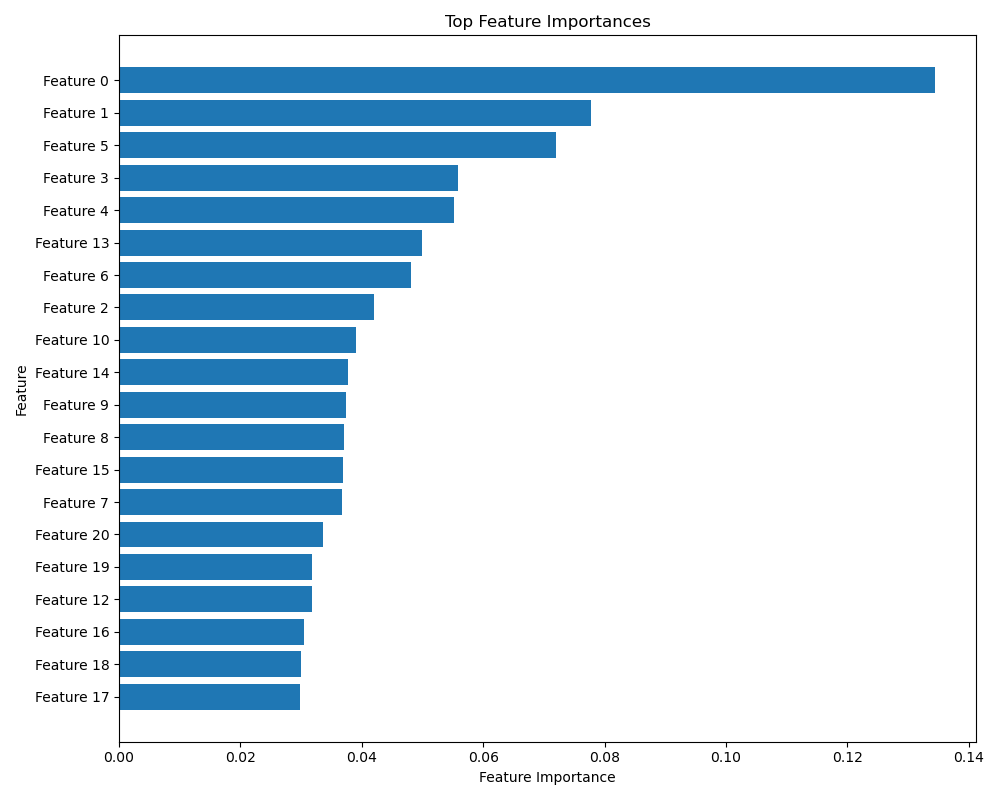 Top Feature Importances
Feature 0
Feature 1
Feature 5
Feature 3
Feature 4
Feature 13
Feature 6
Feature 2
Feature 10
Feature 14
Feature 9
Feature 8
Feature 15
Feature 7
Feature 20
Feature 19
Feature 12
Feature 16
Feature 18
Feature 17
Feature
0.00 0.02 0.04 0.06 0.08 0.10 0.12 0.14
Feature Importance